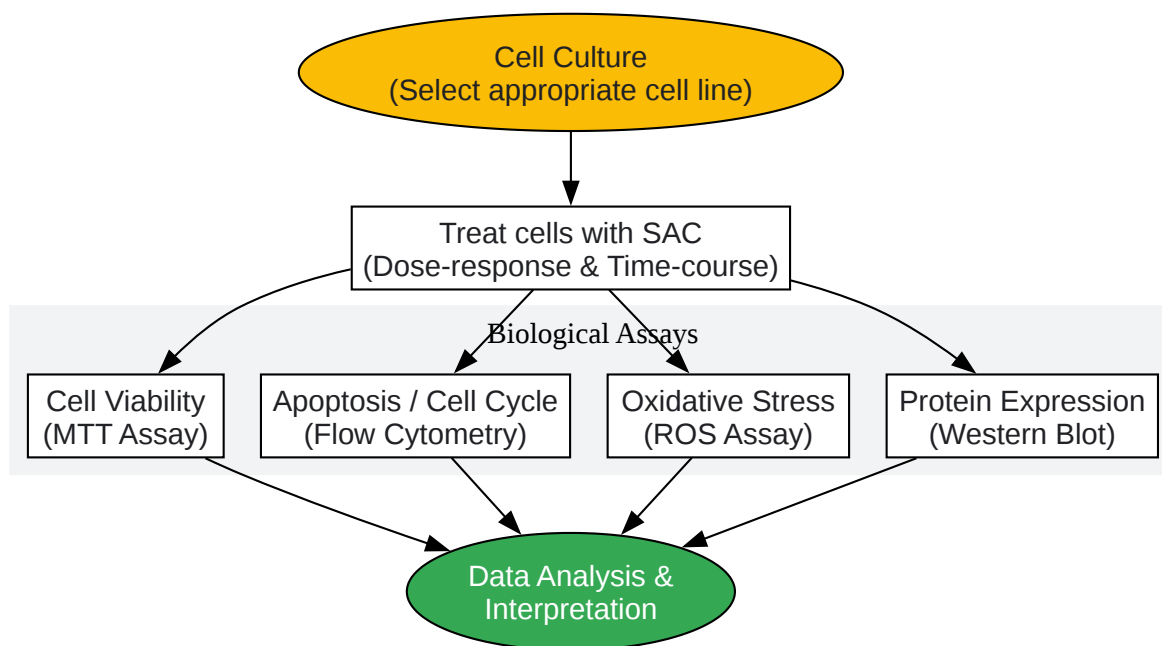 Cell Culture
(Select appropriate cell line)
Treat cells with SAC
(Dose-response & Time-course)
Biological Assays
Cell Viability
(MTT Assay)
Apoptosis / Cell Cycle
(Flow Cytometry)
Oxidative Stress
(ROS Assay)
Protein Expression
(Western Blot)
Data Analysis &
Interpretation